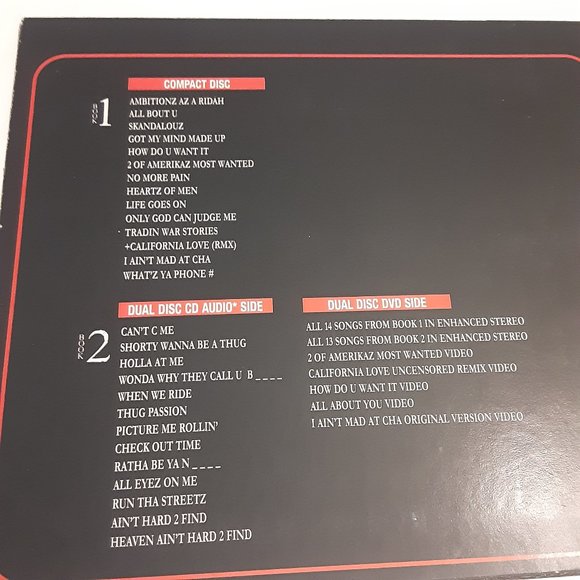 COMPACT DISC
BOOK 1
AMBITIONZ AZ A RIDAH
ALL BOUT U
SKANDALOUZ
GOT MY MIND MADE UP
HOW DO U WANT IT
2 OF AMERIKAZ MOST WANTED
NO MORE PAIN
HEARTZ OF MEN
LIFE GOES ON
ONLY GOD CAN JUDGE ME
TRADIN WAR STORIES
+CALIFORNIA LOVE (RMX)
I AIN'T MAD AT CHA
WHAT'Z YA PHONE #
DUAL DISC CD AUDIO* SIDE
BOOK 2
CAN'T C ME
SHORTY WANNA BE A THUG
HOLLA AT ME
WONDA WHY THEY CALL U B_ _ _ _
WHEN WE RIDE
THUG PASSION
PICTURE ME ROLLIN'
CHECK OUT TIME
RATHA BE YA N_ _ _ _
ALL EYEZ ON ME
RUN THA STREETZ
AIN'T HARD 2 FIND
HEAVEN AIN'T HARD 2 FIND
DUAL DISC DVD SIDE
ALL 14 SONGS FROM BOOK 1 IN ENHANCED STEREO
ALL 13 SONGS FROM BOOK 2 IN ENHANCED STEREO
2 OF AMERIKAZ MOST WANTED VIDEO
CALIFORNIA LOVE UNCENSORED REMIX VIDEO
HOW DO U WANT IT VIDEO
ALL ABOUT YOU VIDEO
I AIN'T MAD AT CHA ORIGINAL VERSION VIDEO